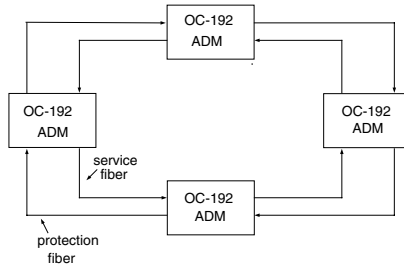 OC-192
ADM
OC-192
ADM
OC-192
ADM
service
fiber
OC-192
ADM
protection
fiber